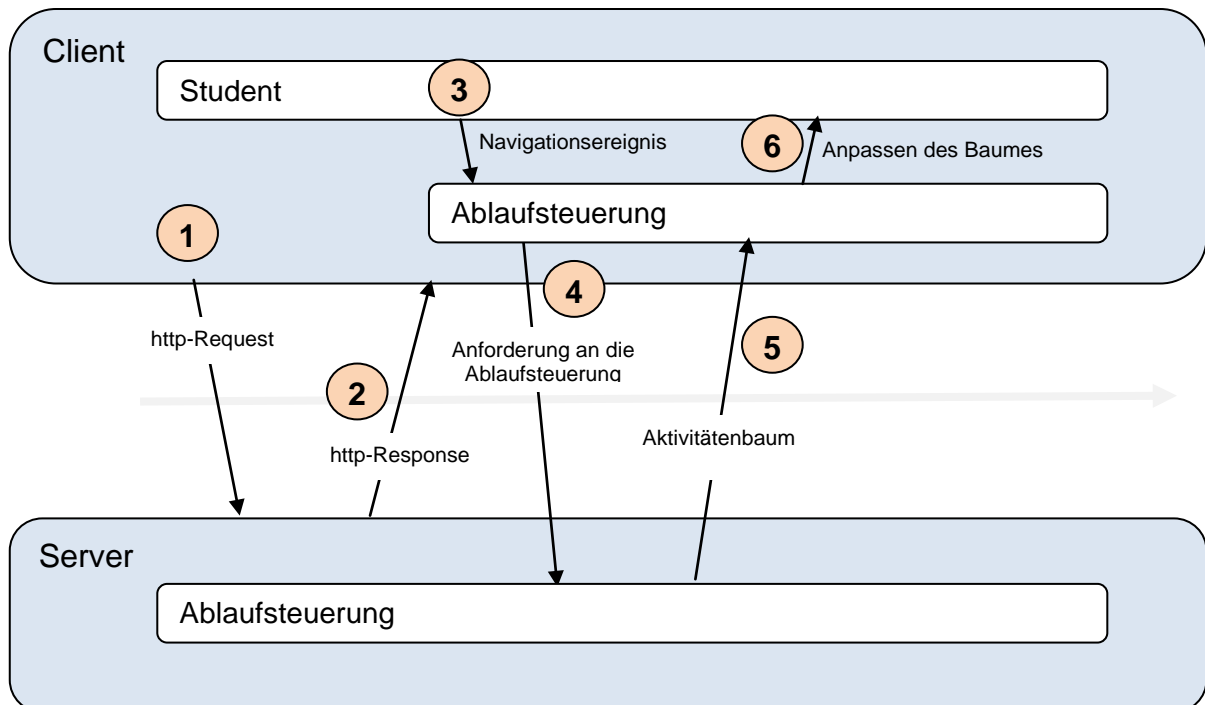 Client
Student
3
Navigationsereignis
6
Anpassen des Baumes
Ablaufsteuerung
1
4
http-Request
Anforderung an die
Ablaufsteuerung
5
2
http-Response
Aktivitätenbaum
Server
Ablaufsteuerung